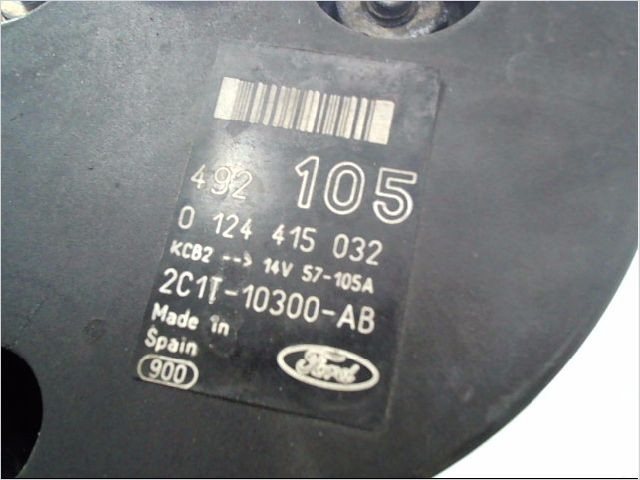 492 105
0 124 415 032
KCB2 --> 14V 57-105A
2C1T-10300-AB
Made in
Spain
900 Ford